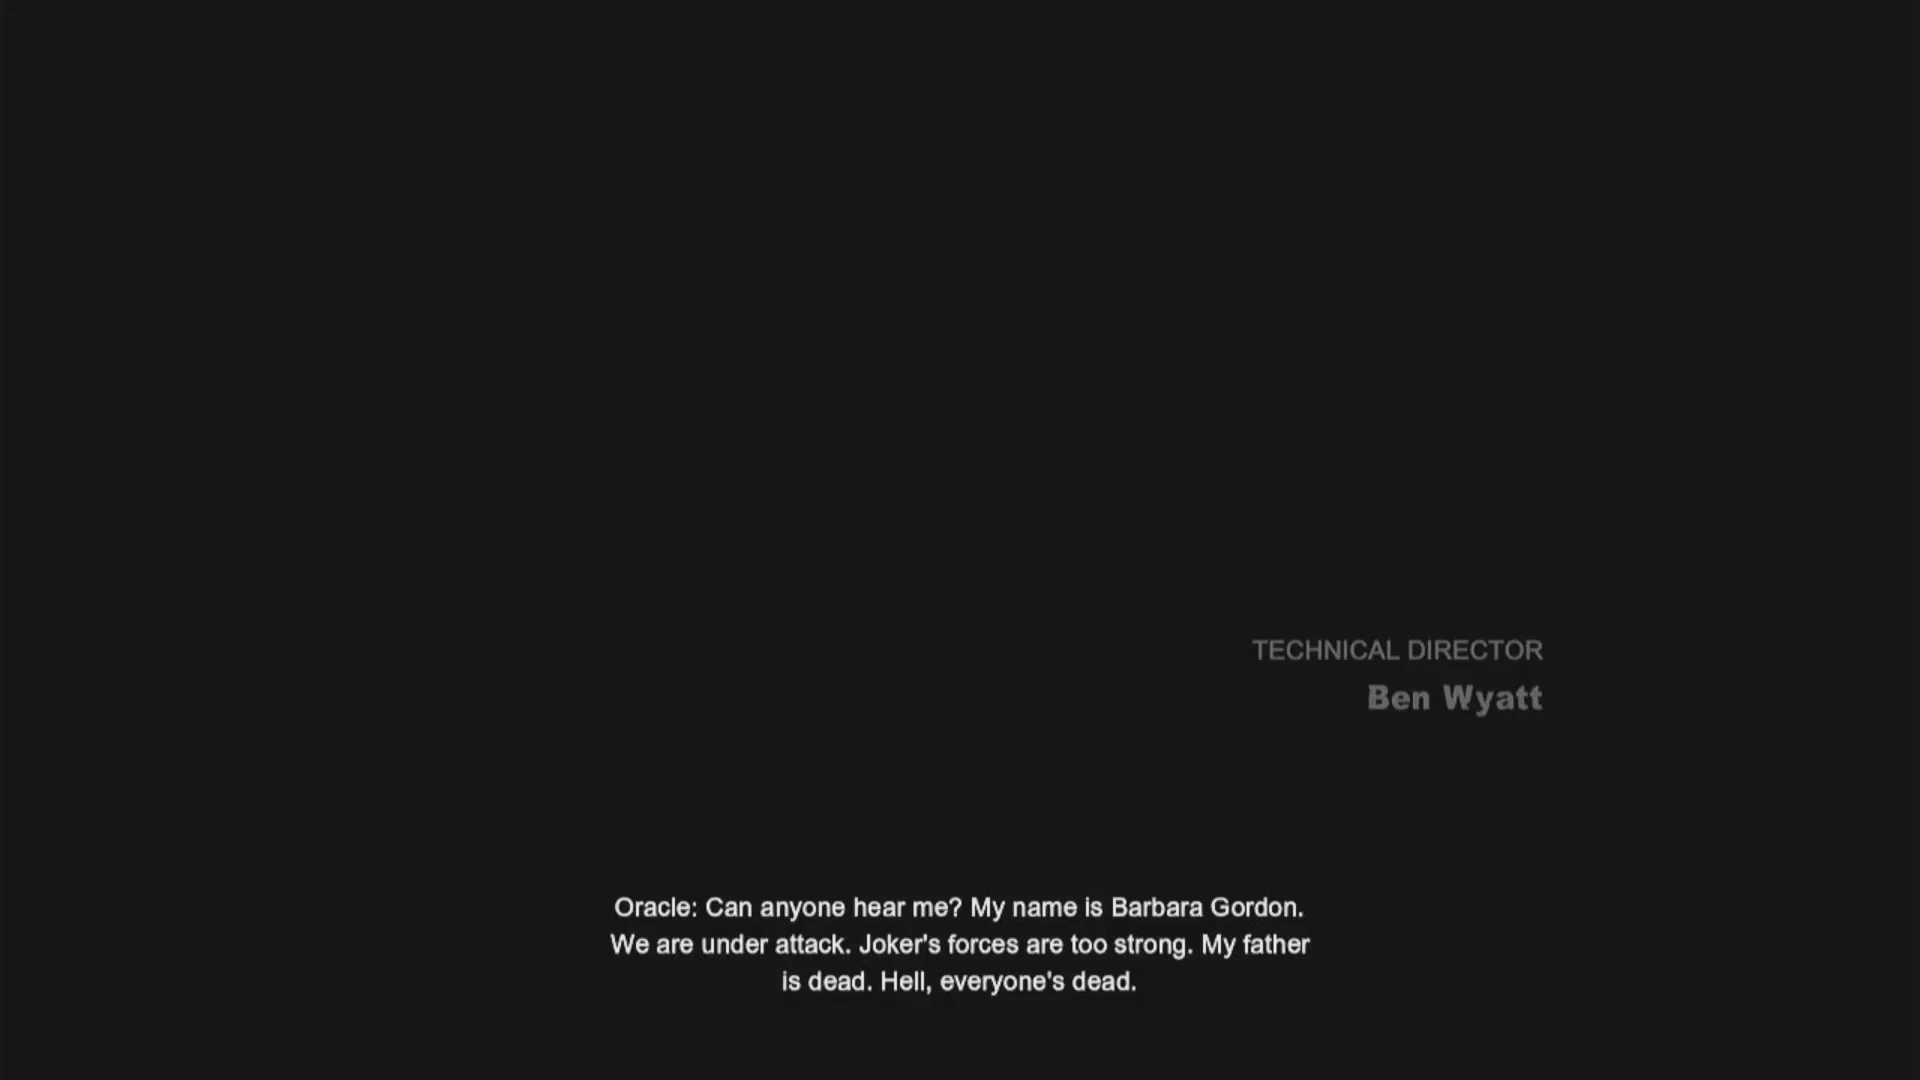 TECHNICAL DIRECTOR
Ben Wyatt
Oracle: Can anyone hear me? My name is Barbara Gordon.
We are under attack. Joker's forces are too strong. My father
is dead. Hell, everyone's dead.